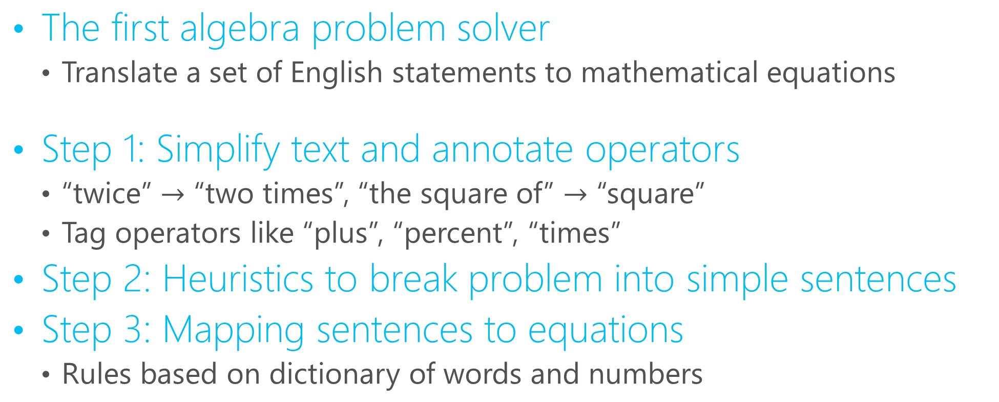 • The first algebra problem solver
• Translate a set of English statements to mathematical equations
• Step 1: Simplify text and annotate operators
• “twice” → “two times”, “the square of” → “square”
• Tag operators like “plus”, “percent”, “times”
• Step 2: Heuristics to break problem into simple sentences
• Step 3: Mapping sentences to equations
• Rules based on dictionary of words and numbers